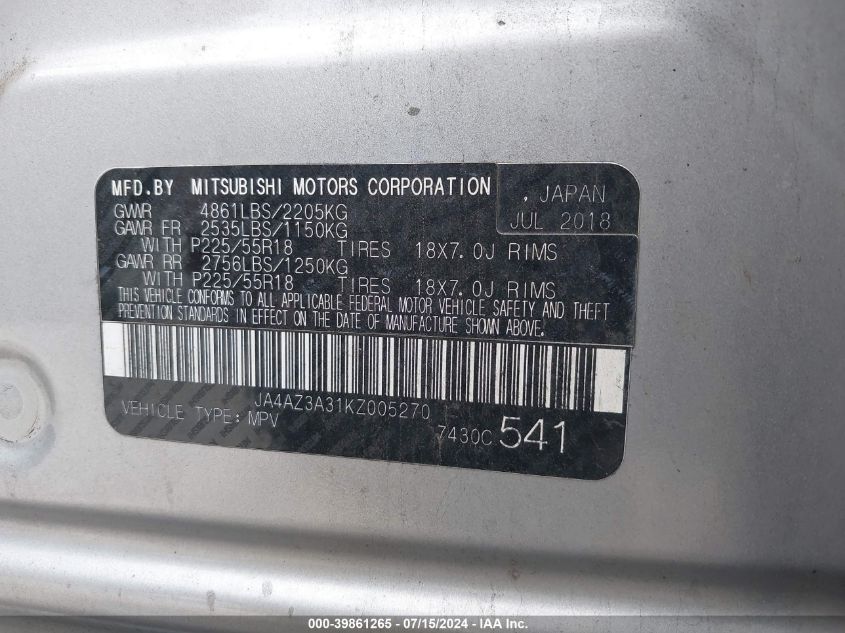 MFD.BY MITSUBISHI MOTORS CORPORATION , JAPAN
GVWR 4861LBS/2205KG JUL 2018
GAWR FR 2535LBS/1150KG
WITH P225/55R18 TIRES 18X7.0J RIMS
GAWR RR 2756LBS/1250KG
WITH P225/55R18 TIRES 18X7.0J RIMS
THIS VEHICLE CONFORMS TO ALL APPLICABLE FEDERAL MOTOR VEHICLE SAFETY AND THEFT
PREVENTION STANDARDS IN EFFECT ON THE DATE OF MANUFACTURE SHOWN ABOVE.
JA4AZ3A31KZ005270
VEHICLE TYPE: MPV
7430C 541
000-39861265 - 07/15/2024 - IAA Inc.